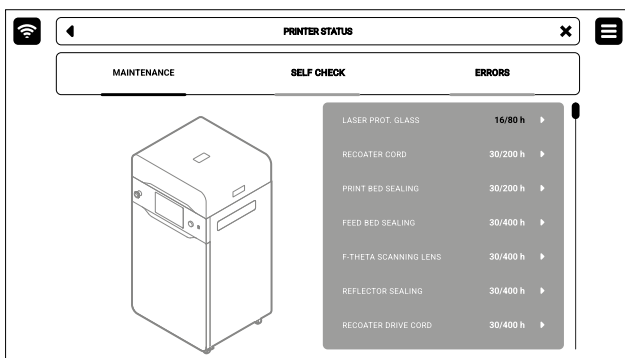 PRINTER STATUS
MAINTENANCE SELF CHECK ERRORS
LASER PROT. GLASS 16/80 h
RECOATER CORD 30/200 h
PRINT BED SEALING 30/200 h
FEED BED SEALING 30/400 h
F-THETA SCANNING LENS 30/400 h
REFLECTOR SEALING 30/400 h
RECOATER DRIVE CORD 30/400 h